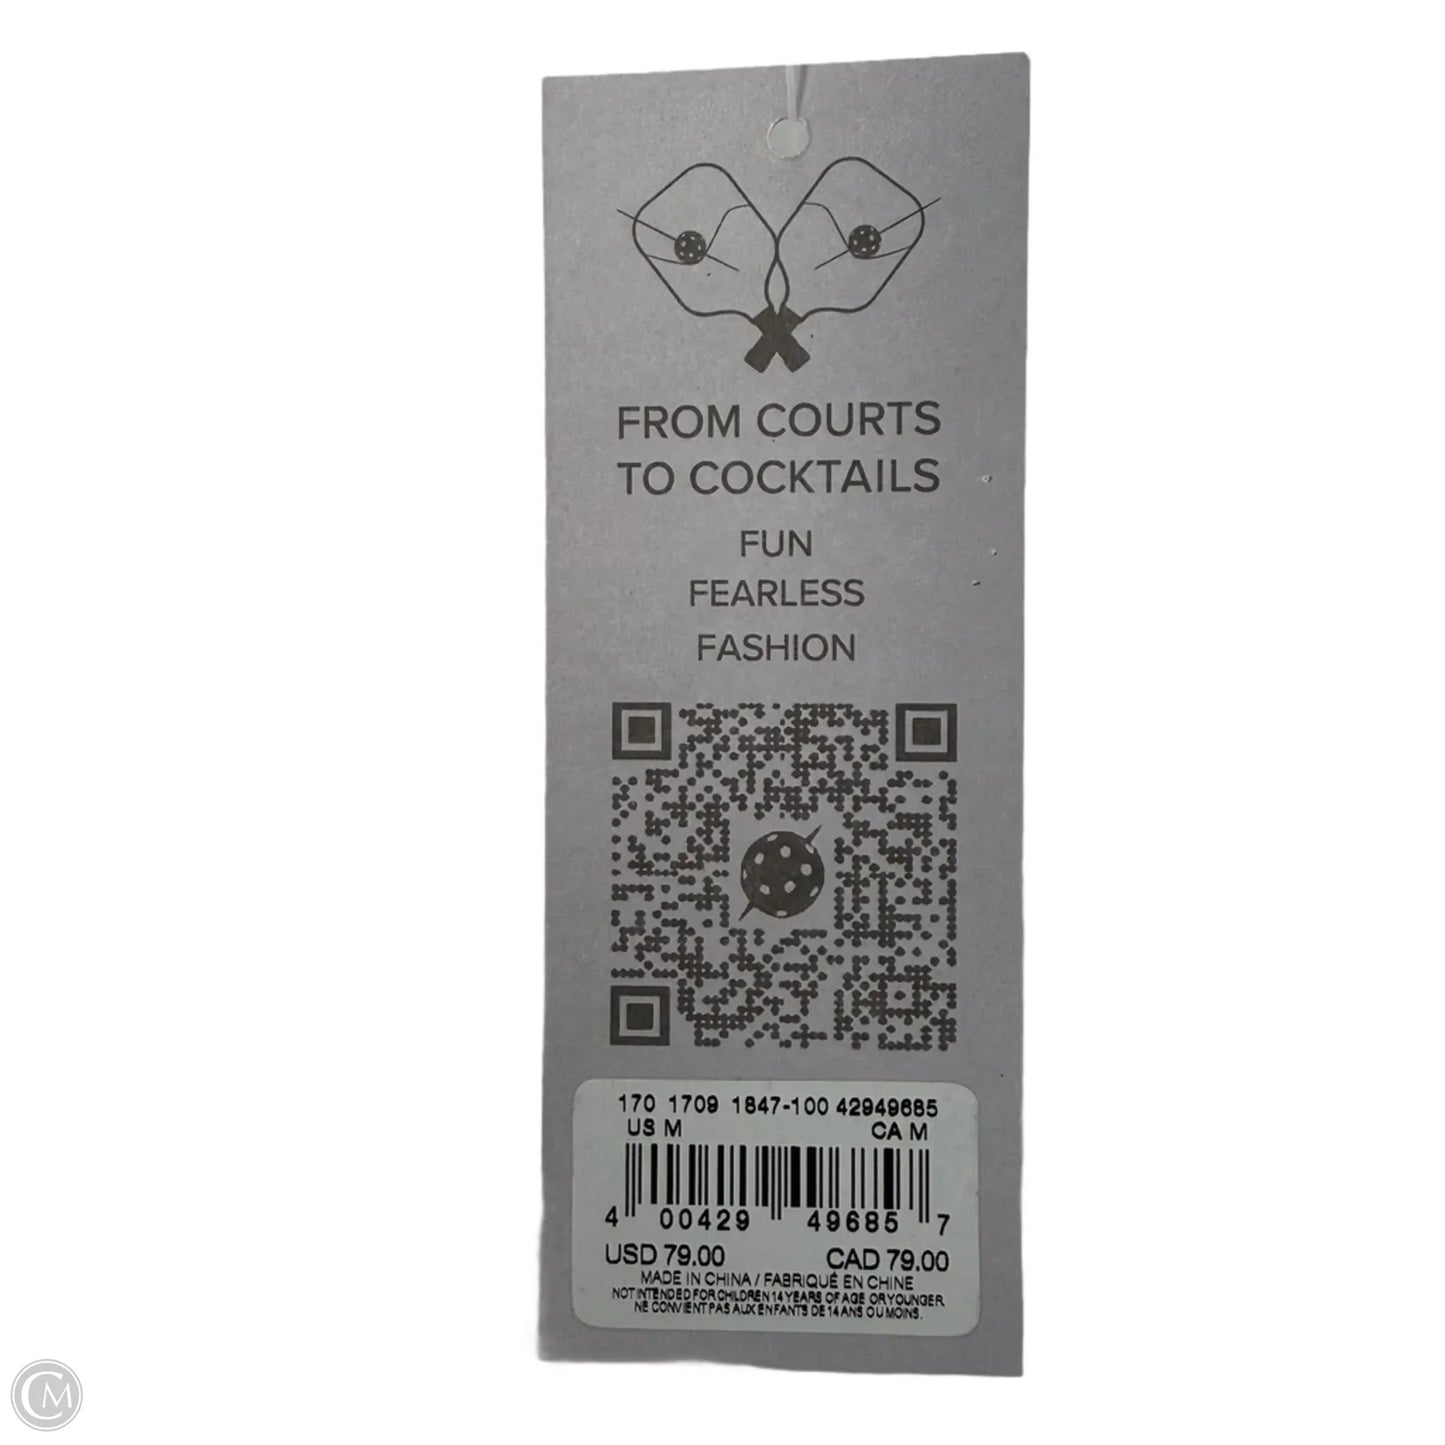 FROM COURTS
TO COCKTAILS
FUN
FEARLESS
FASHION
170 1709 1847-100 42949685
US M CA M
4 00429 49685 7
USD 79.00 CAD 79.00
MADE IN CHINA / FABRIQUÉ EN CHINE
NOT INTENDED FOR CHILDREN 14 YEARS OF AGE OR YOUNGER
NE CONVIENT PAS AUX ENFANTS DE 14 ANS OU MOINS.
CM